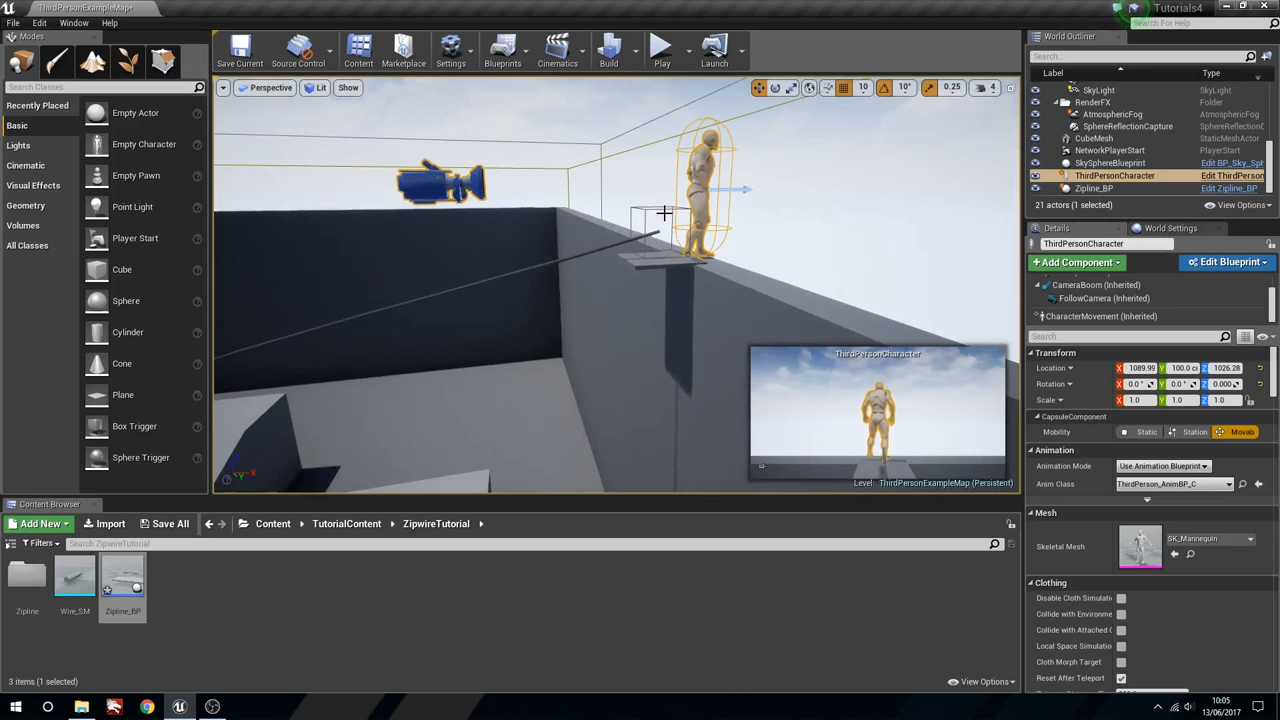 ThirdPersonExampleMap*
Tutorials4
File
Edit
Window
Help
Search For Help
Modes
Search Classes
Recently Placed
Basic
Lights
Cinematic
Visual Effects
Geometry
Volumes
All Classes
Empty Actor
Empty Character
Empty Pawn
Point Light
Player Start
Cube
Sphere
Cylinder
Cone
Plane
Box Trigger
Sphere Trigger
Save Current
Source Control
Content
Marketplace
Settings
Blueprints
Cinematics
Build
Play
Launch
Perspective
Lit
Show
10
10°
0.25
4
ThirdPersonCharacter
Level: ThirdPersonExampleMap (Persistent)
World Outliner
Search...
Label
Type
SkyLight
SkyLight
RenderFX
Folder
AtmosphericFog
AtmosphericFog
SphereReflectionCapture
SphereReflectionCapture
CubeMesh
StaticMeshActor
NetworkPlayerStart
PlayerStart
SkySphereBlueprint
Edit BP_Sky_Sph
ThirdPersonCharacter
Edit ThirdPerson
Zipline_BP
Edit Zipline_BP
21 actors (1 selected)
View Options
Details
World Settings
ThirdPersonCharacter
Add Component
Edit Blueprint
CameraBoom (Inherited)
FollowCamera (Inherited)
CharacterMovement (Inherited)
Search
Transform
Location
X
1089.99
Y
100.0 c
Z
1026.28
Rotation
X
0.0 °
Y
0.0 °
Z
0.000
Scale
X
1.0
Y
1.0
Z
1.0
CapsuleComponent
Mobility
Static
Station
Movab
Animation
Animation Mode
Use Animation Blueprint
Anim Class
ThirdPerson_AnimBP_C
Mesh
Skeletal Mesh
SK_Mannequin
Clothing
Disable Cloth Simulati
Collide with Environme
Collide with Attached C
Local Space Simulatio
Cloth Morph Target
Reset After Teleport
Content Browser
Add New
Import
Save All
Content
TutorialContent
ZipwireTutorial
Filters
Search ZipwireTutorial
Zipline
Wire_SM
Zipline_BP
3 items (1 selected)
View Options
10:05
13/06/2017